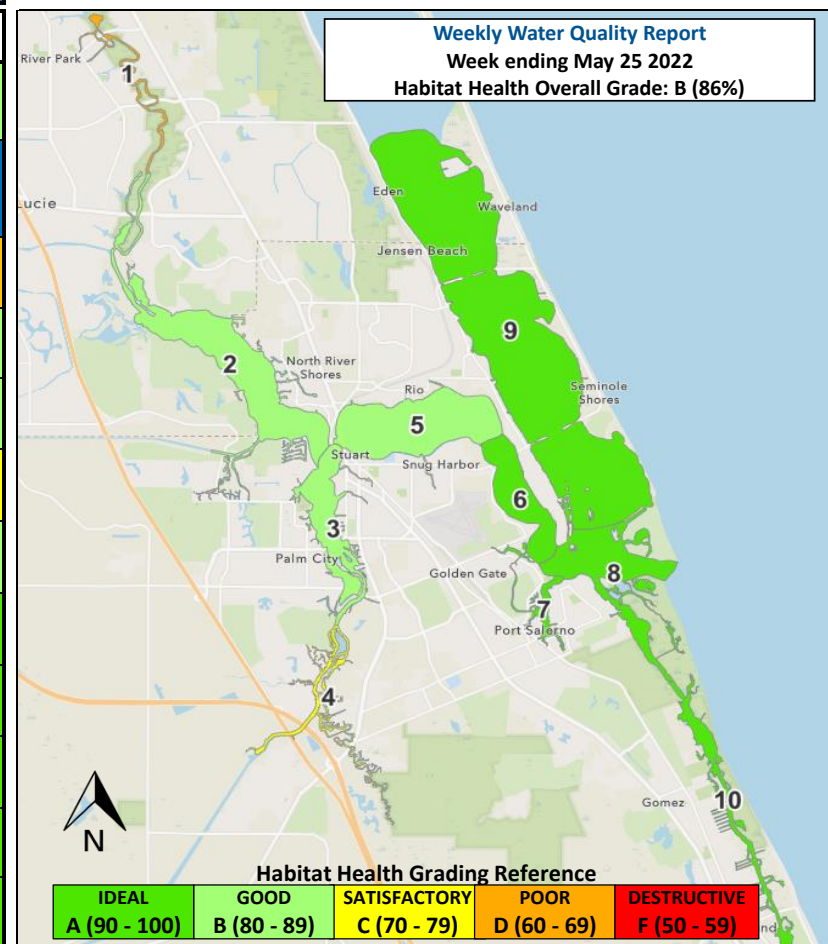 Weekly Water Quality Report
Week ending May 25 2022
Habitat Health Overall Grade: B (86%)
River Park
1
Eden
Waveland
ucie
Jensen Beach
9
2
North River
Shores
Rio
Seminole
Shores
5
Stuart
Snug Harbor
6
3
Palm City
Golden Gate
8
7
Port Salerno
4
Gomez
10
N
Habitat Health Grading Reference
IDEAL GOOD SATISFACTORY POOR DESTRUCTIVE
A (90 - 100) B (80 - 89) C (70 - 79) D (60 - 69) F (50 - 59)